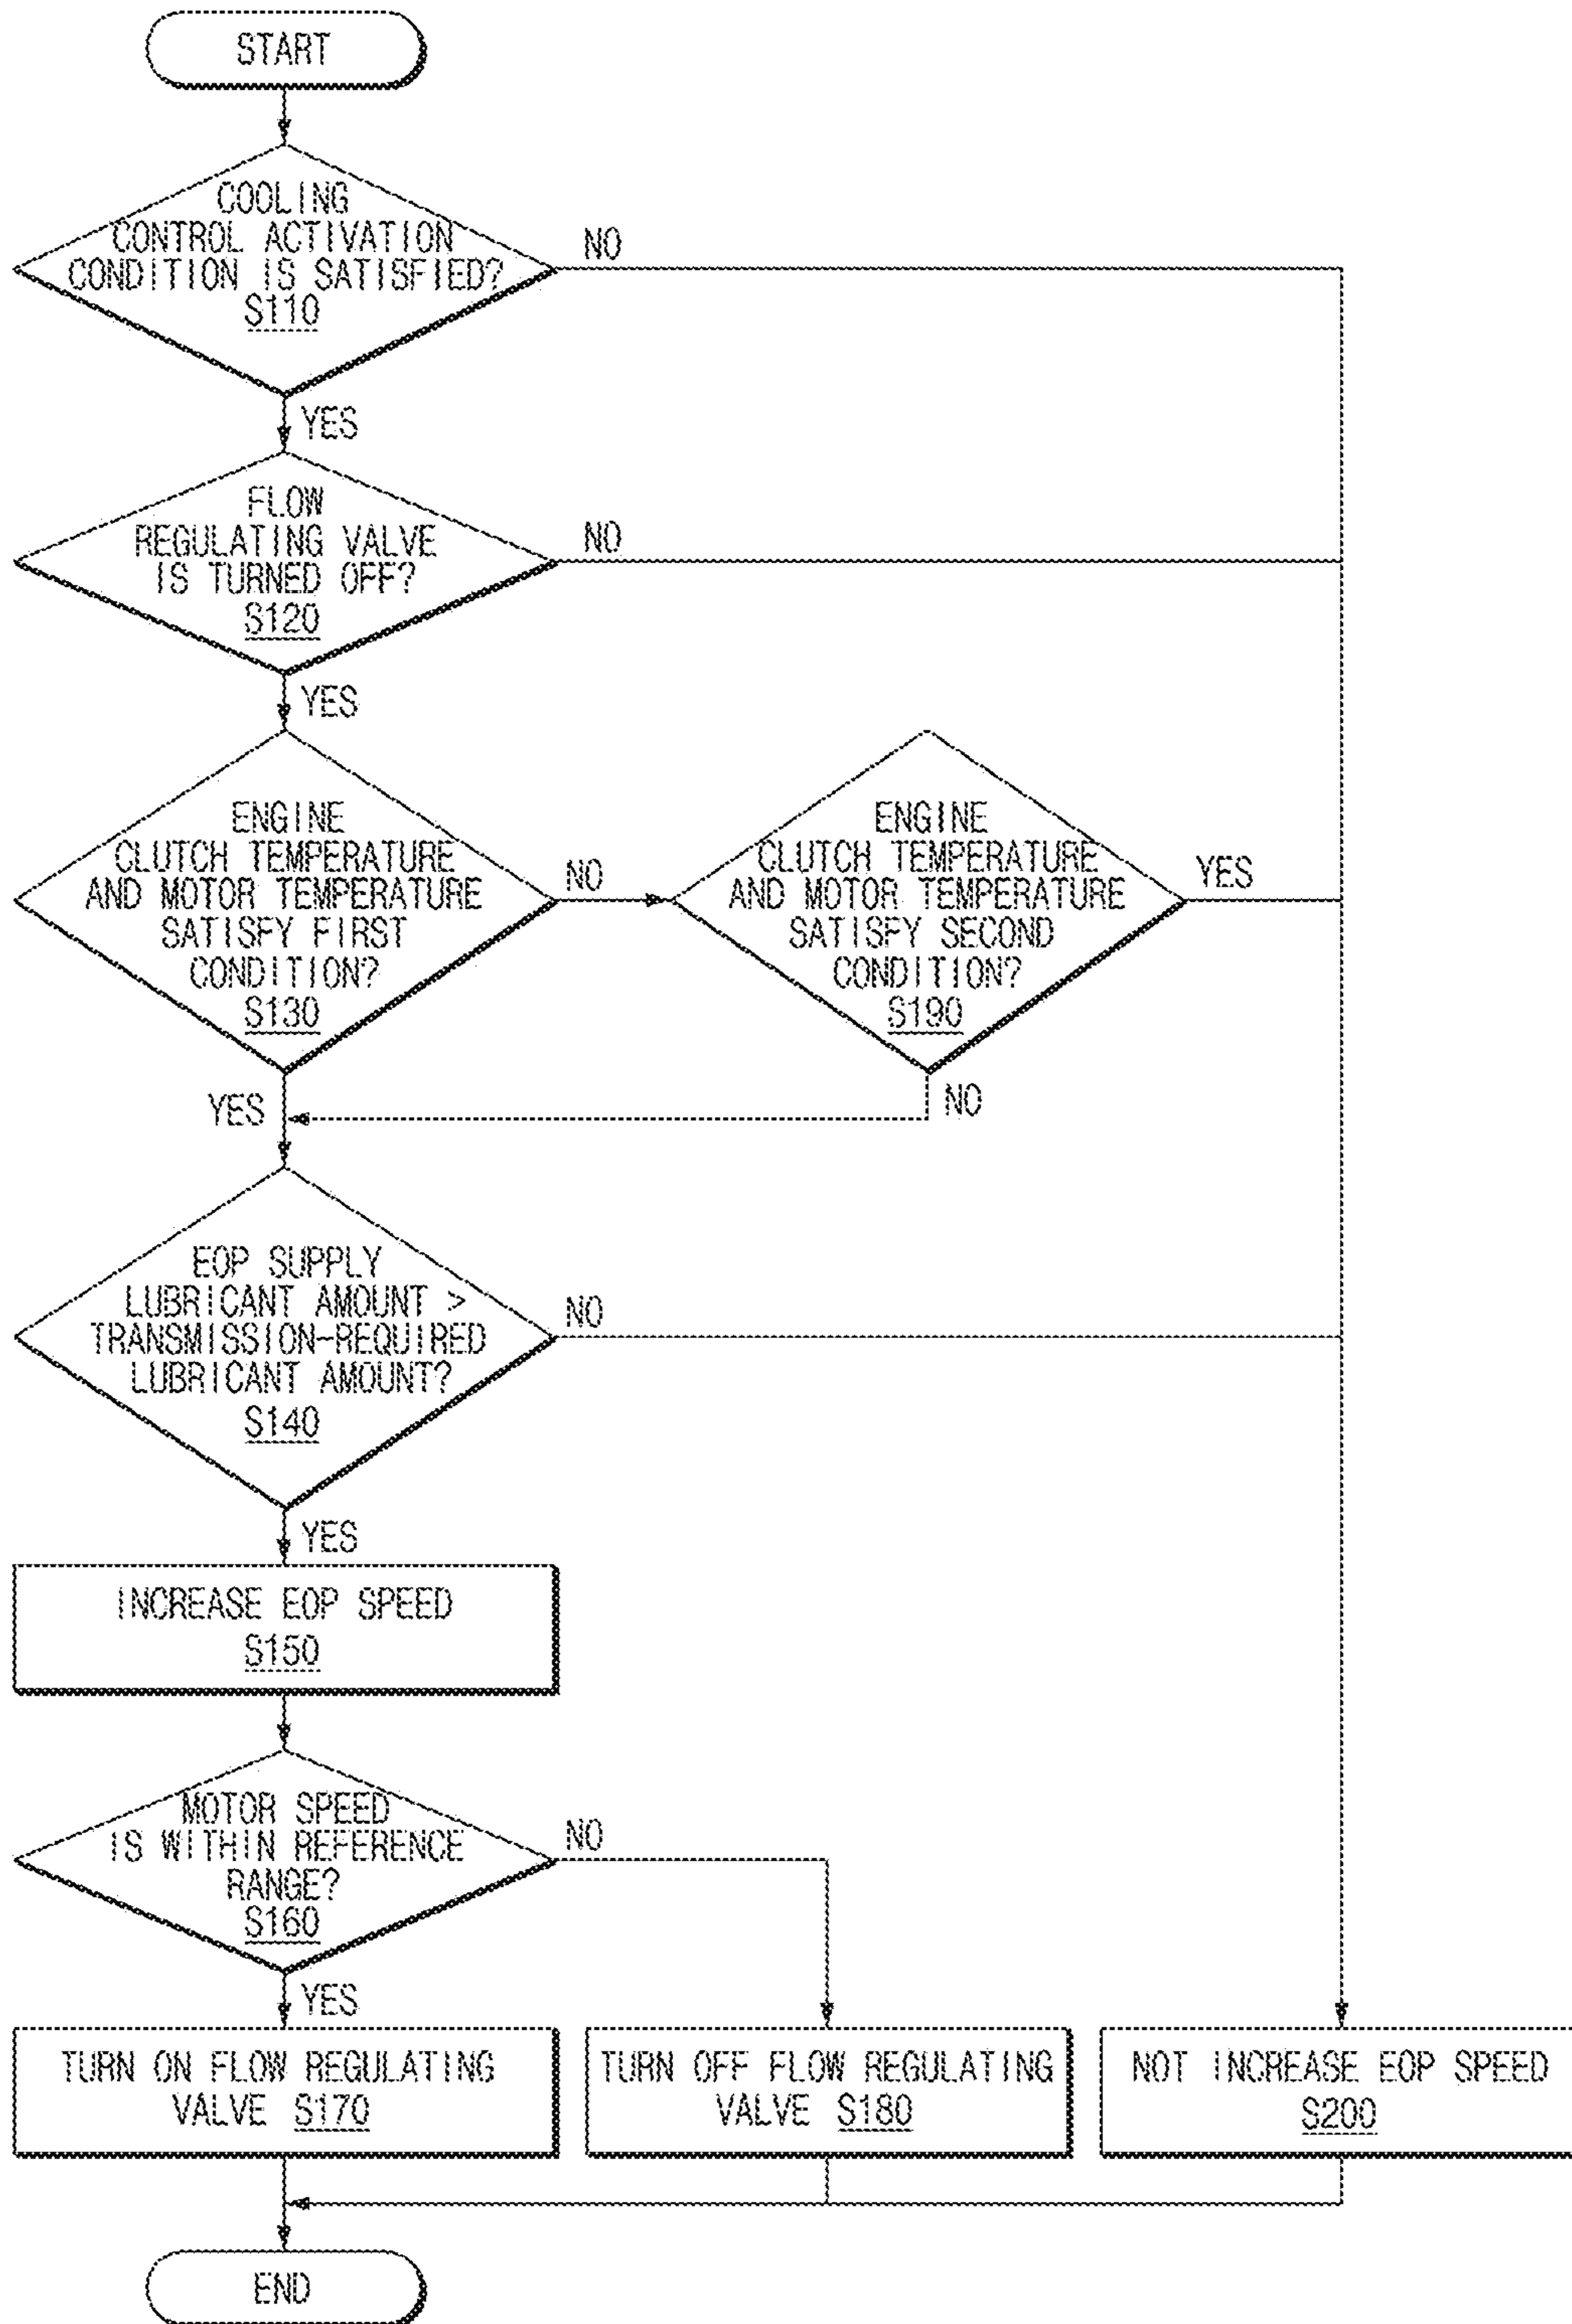 START
COOLING
CONTROL ACTIVATION
CONDITION IS SATISFIED?
S110
NO
YES
FLOW
REGULATING VALVE
IS TURNED OFF?
S120
NO
YES
ENGINE
CLUTCH TEMPERATURE
AND MOTOR TEMPERATURE
SATISFY FIRST
CONDITION?
S130
NO
ENGINE
CLUTCH TEMPERATURE
AND MOTOR TEMPERATURE
SATISFY SECOND
CONDITION?
S190
YES
YES
NO
EOP SUPPLY
LUBRICANT AMOUNT >
TRANSMISSION-REQUIRED
LUBRICANT AMOUNT?
S140
NO
YES
INCREASE EOP SPEED
S150
MOTOR SPEED
IS WITHIN REFERENCE
RANGE?
S160
NO
YES
TURN ON FLOW REGULATING
VALVE S170
TURN OFF FLOW REGULATING
VALVE S180
NOT INCREASE EOP SPEED
S200
END